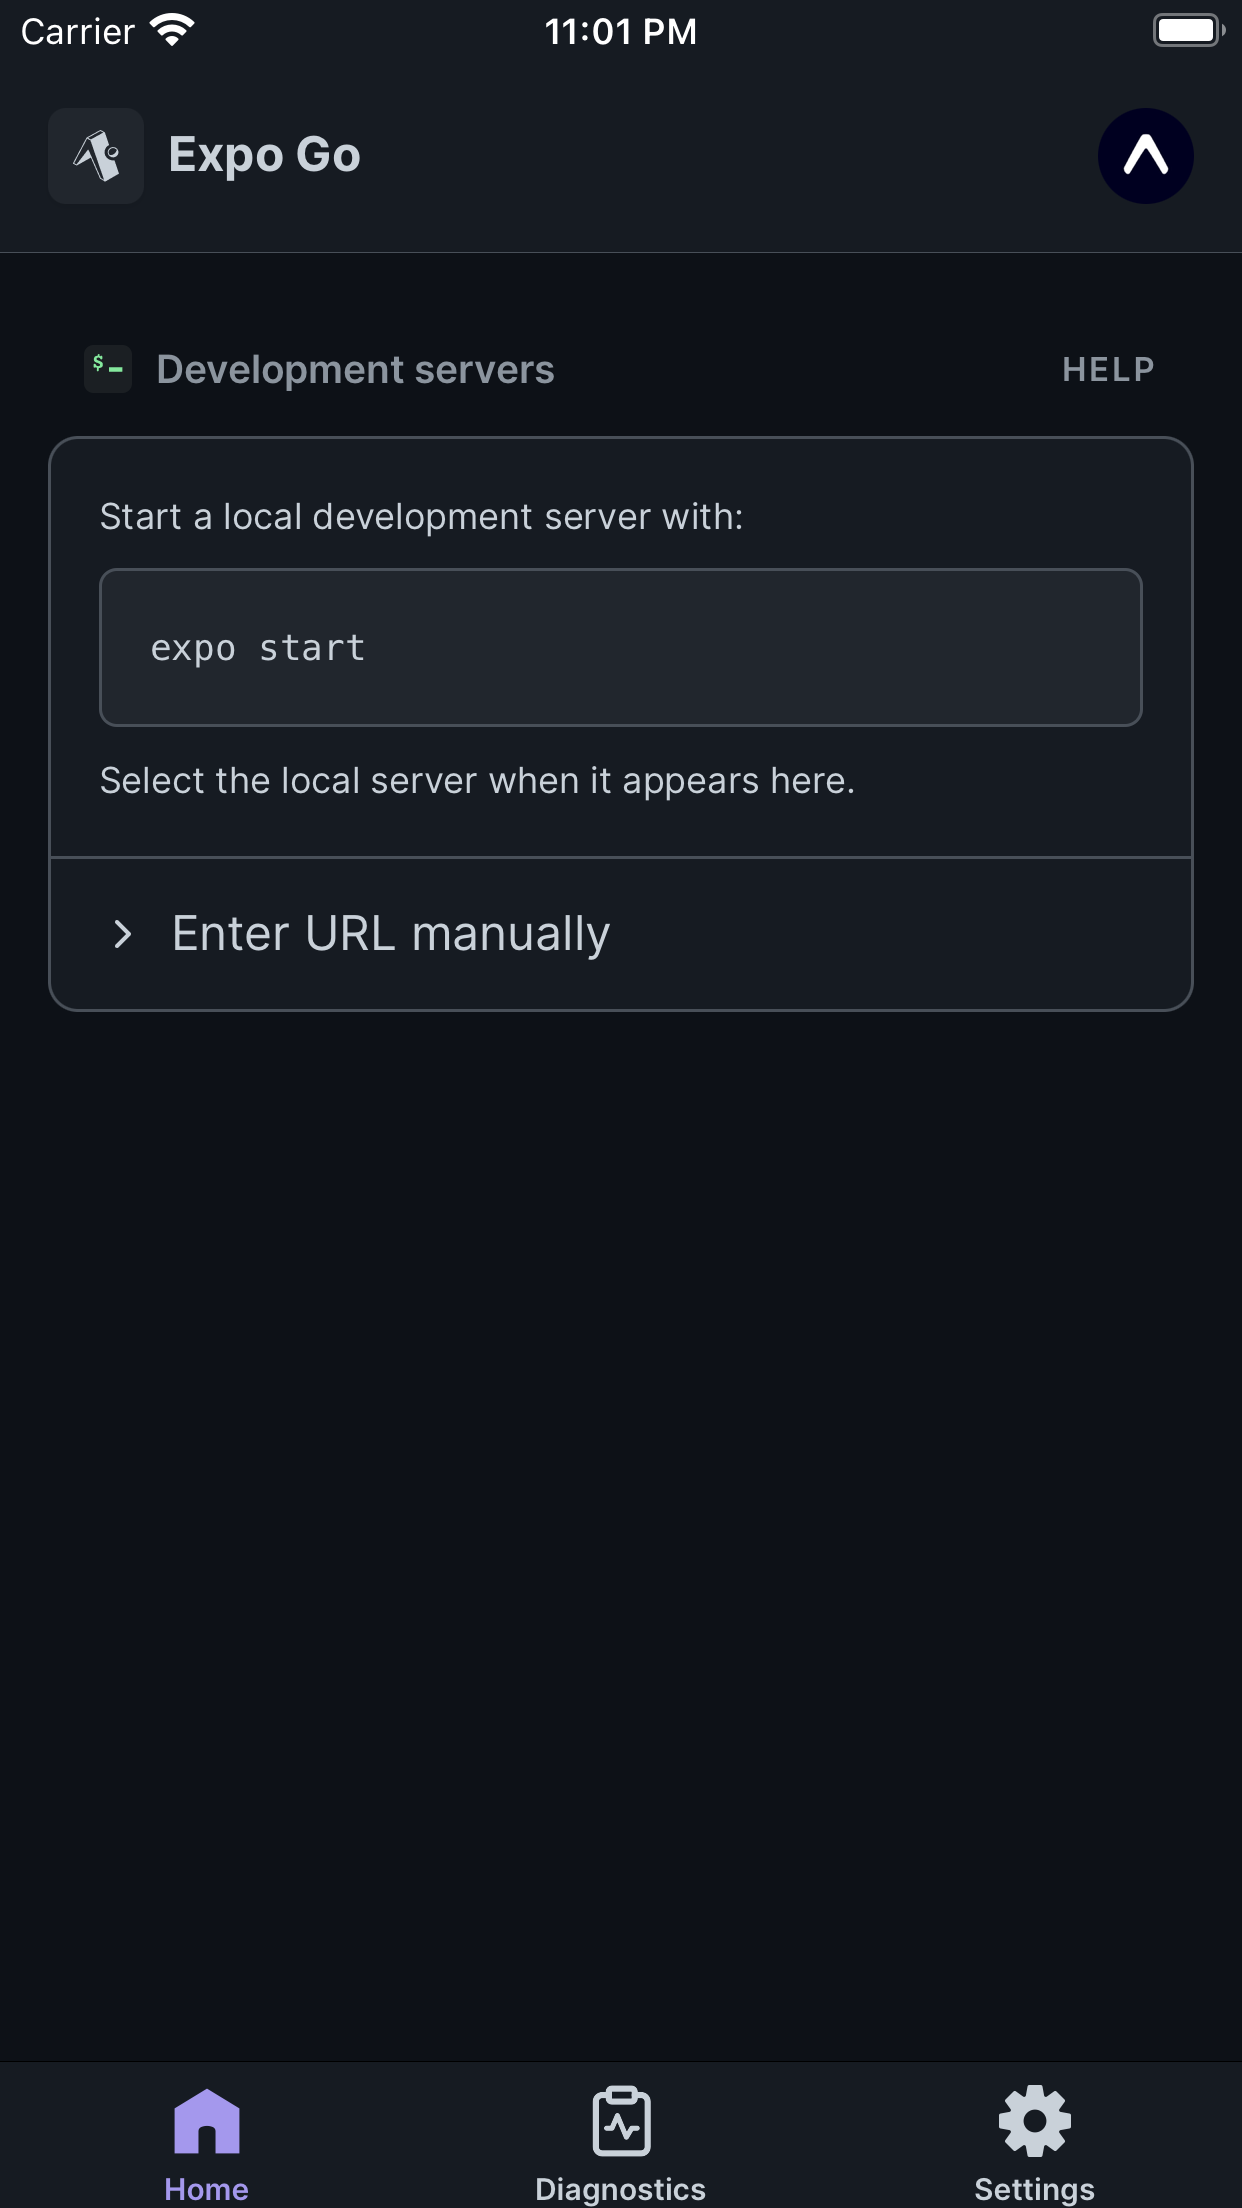 Carrier 11:01 PM
Expo Go
$ Development servers HELP
Start a local development server with:
expo start
Select the local server when it appears here.
Enter URL manually
Home Diagnostics Settings